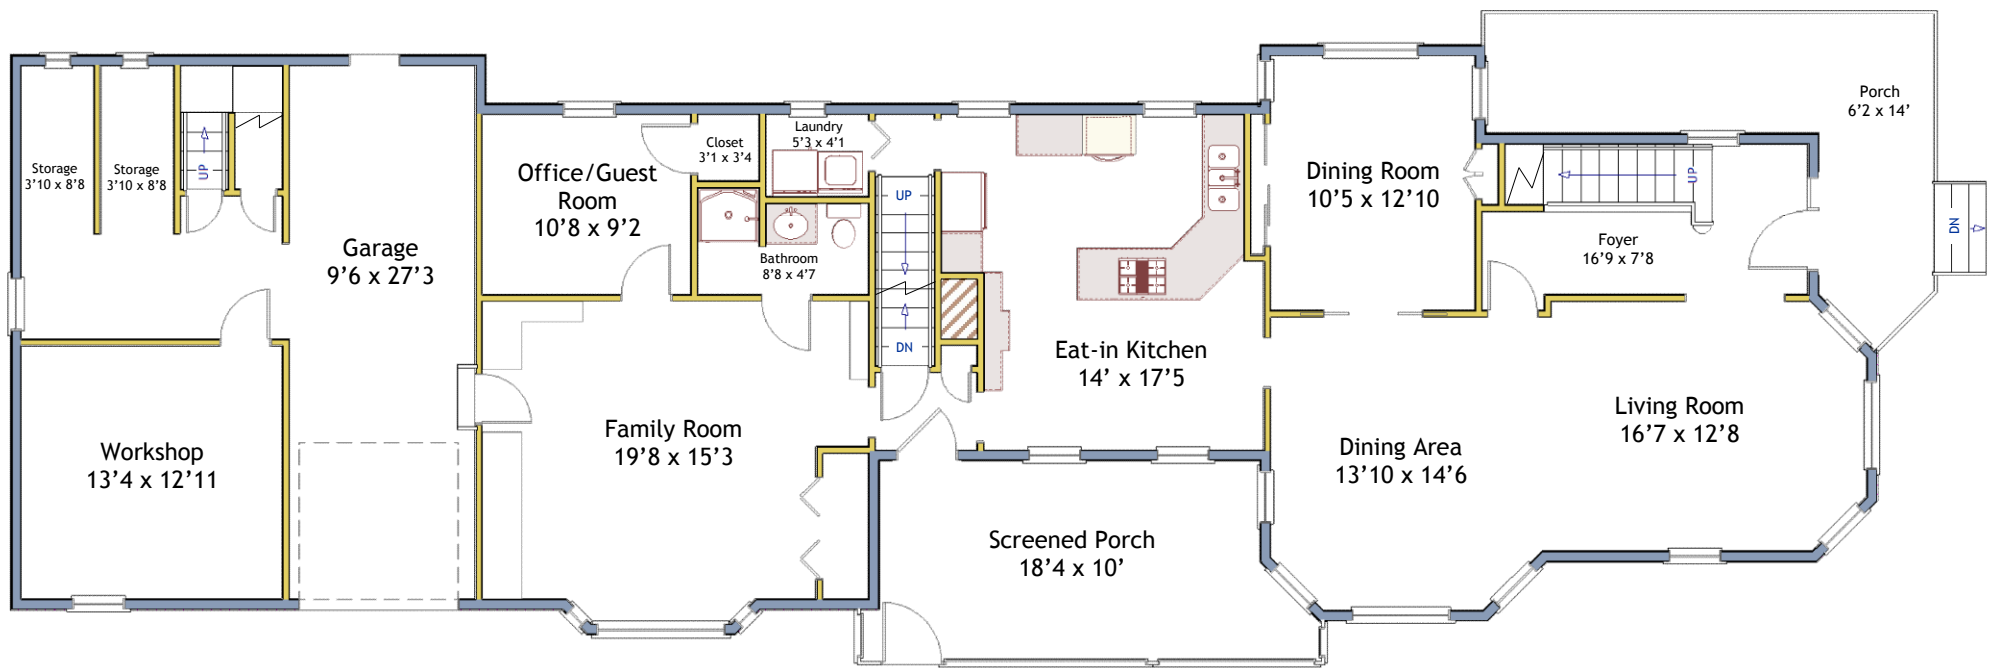 Porch
6'2 x 14'
Storage
3'10 x 8'8
Storage
3'10 x 8'8
UP
Garage
9'6 x 27'3
Office/Guest
Room
10'8 x 9'2
Closet
3'1 x 3'4
Laundry
5'3 x 4'1
Bathroom
8'8 x 4'7
UP
DN
Dining Room
10'5 x 12'10
UP
Foyer
16'9 x 7'8
DN
Eat-in Kitchen
14' x 17'5
Workshop
13'4 x 12'11
Family Room
19'8 x 15'3
Living Room
16'7 x 12'8
Dining Area
13'10 x 14'6
Screened Porch
18'4 x 10'